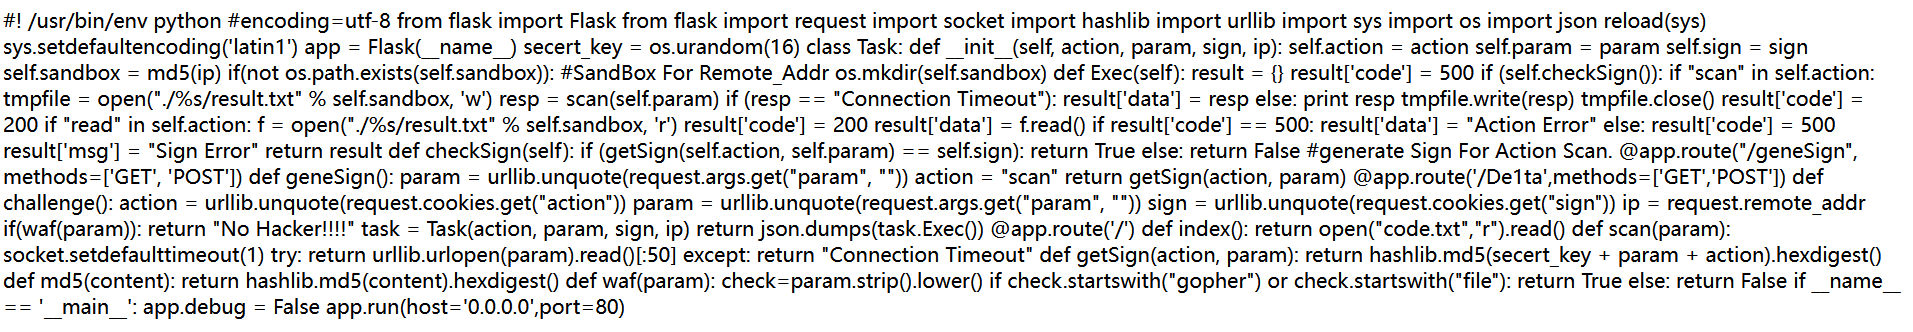 #! /usr/bin/env python #encoding=utf-8 from flask import Flask from flask import request import socket import hashlib import urllib import sys import os import json reload(sys)
sys.setdefaultencoding('latin1') app = Flask(__name__) secert_key = os.urandom(16) class Task: def __init__(self, action, param, sign, ip): self.action = action self.param = param self.sign = sign
self.sandbox = md5(ip) if(not os.path.exists(self.sandbox)): #SandBox For Remote_Addr os.mkdir(self.sandbox) def Exec(self): result = {} result['code'] = 500 if (self.checkSign()): if "scan" in self.action:
tmpfile = open("./%s/result.txt" % self.sandbox, 'w') resp = scan(self.param) if (resp == "Connection Timeout"): result['data'] = resp else: print resp tmpfile.write(resp) tmpfile.close() result['code'] =
200 if "read" in self.action: f = open("./%s/result.txt" % self.sandbox, 'r') result['code'] = 200 result['data'] = f.read() if result['code'] == 500: result['data'] = "Action Error" else: result['code'] = 500
result['msg'] = "Sign Error" return result def checkSign(self): if (getSign(self.action, self.param) == self.sign): return True else: return False #generate Sign For Action Scan. @app.route("/geneSign",
methods=['GET', 'POST']) def geneSign(): param = urllib.unquote(request.args.get("param", "")) action = "scan" return getSign(action, param) @app.route('/De1ta',methods=['GET','POST']) def
challenge(): action = urllib.unquote(request.cookies.get("action")) param = urllib.unquote(request.args.get("param", "")) sign = urllib.unquote(request.cookies.get("sign")) ip = request.remote_addr
if(waf(param)): return "No Hacker!!!!" task = Task(action, param, sign, ip) return json.dumps(task.Exec()) @app.route('/') def index(): return open("code.txt","r").read() def scan(param):
socket.setdefaulttimeout(1) try: return urllib.urlopen(param).read()[:50] except: return "Connection Timeout" def getSign(action, param): return hashlib.md5(secert_key + param + action).hexdigest()
def md5(content): return hashlib.md5(content).hexdigest() def waf(param): check=param.strip().lower() if check.startswith("gopher") or check.startswith("file"): return True else: return False if __name__
== '__main__': app.debug = False app.run(host='0.0.0.0',port=80)